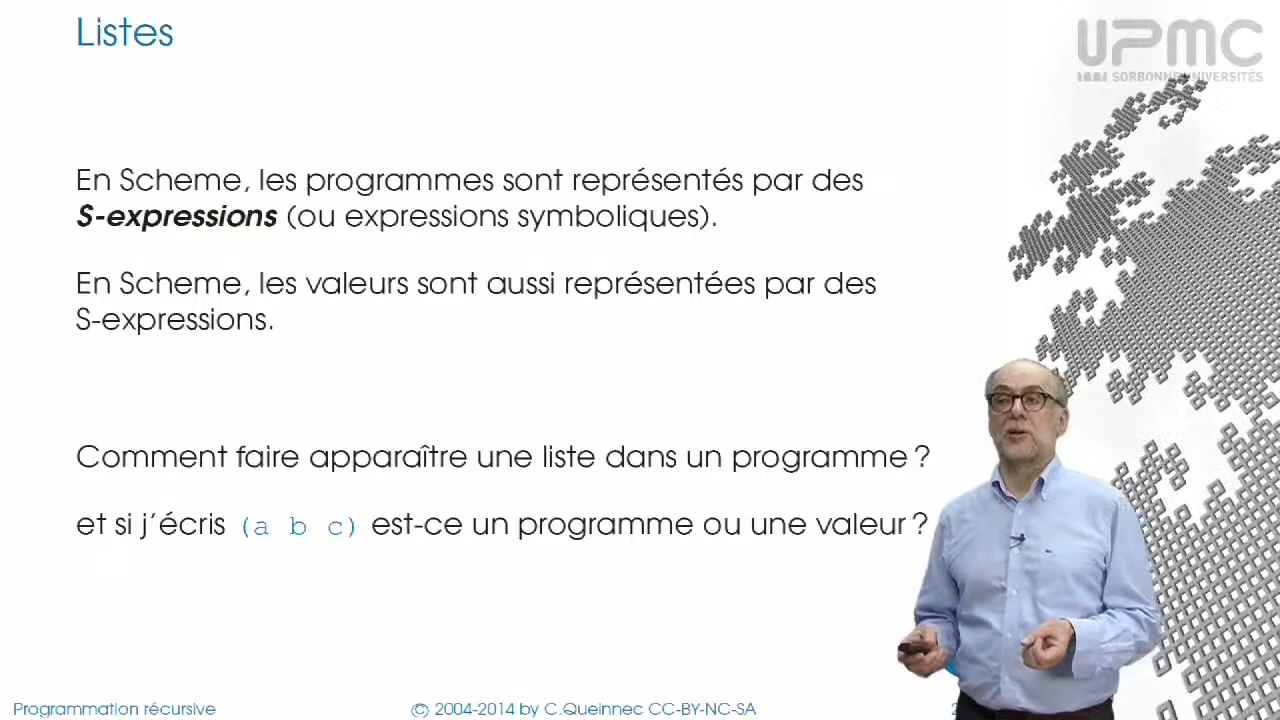 Listes
UPMC
SORBONNE UNIVERSITÉS
En Scheme, les programmes sont représentés par des
S-expressions (ou expressions symboliques).
En Scheme, les valeurs sont aussi représentées par des
S-expressions.
Comment faire apparaître une liste dans un programme ?
et si j'écris (a b c) est-ce un programme ou une valeur ?
Programmation récursive
© 2004-2014 by C.Queinnec CC-BY-NC-SA